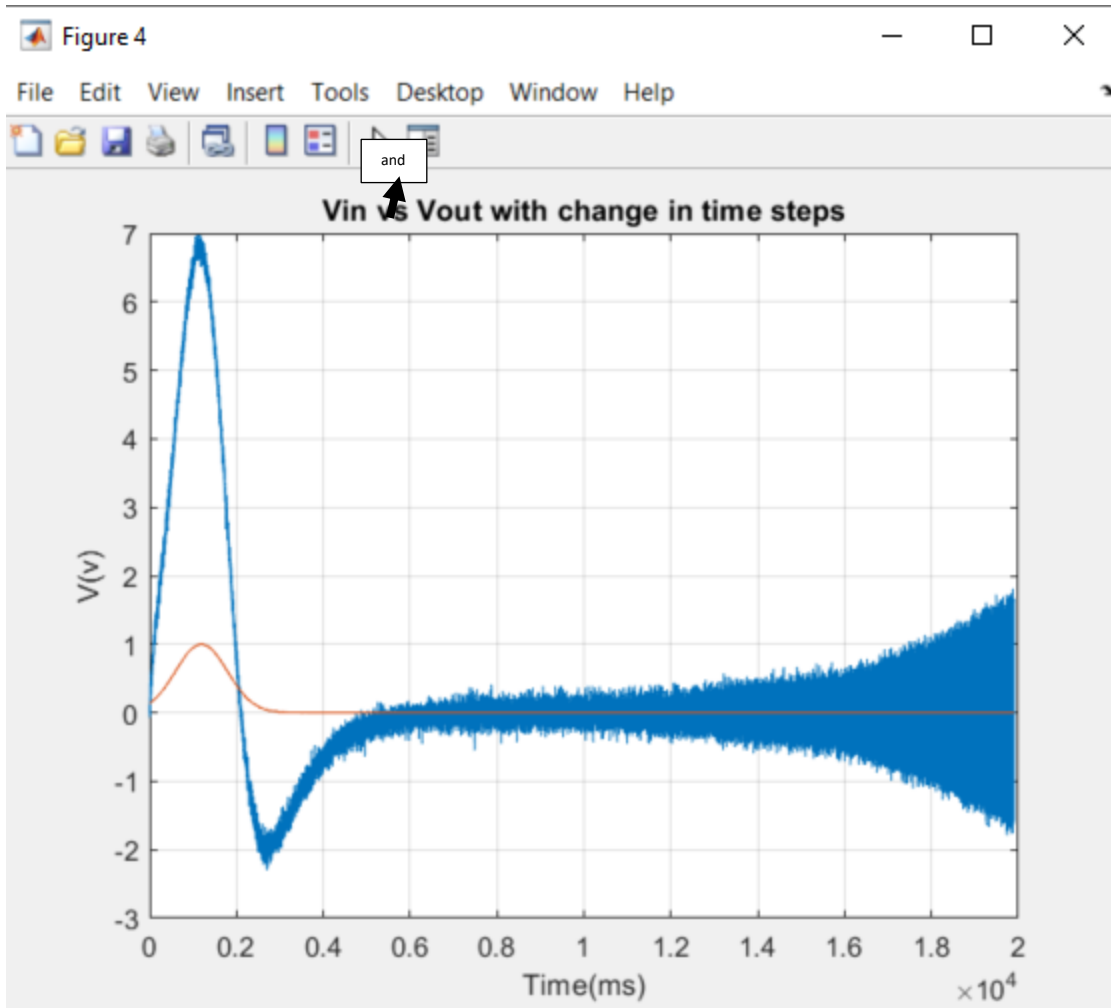 Figure 4
File Edit View Insert Tools Desktop Window Help
and
Vin vs Vout with change in time steps
7
6
5
4
3
2
1
0
-1
-2
-3
V(v)
0 0.2 0.4 0.6 0.8 1 1.2 1.4 1.6 1.8 2
Time(ms)
×10⁴